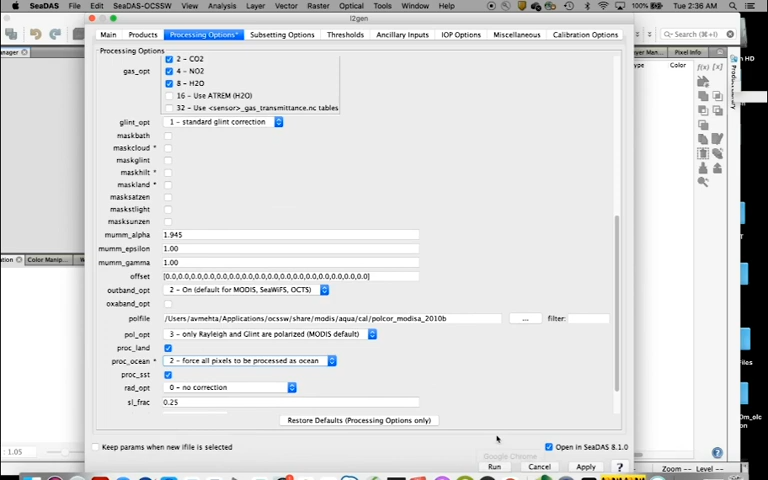 SeaDAS File Edit View Analysis Layer Vector Raster Optical Tools Window Help 100% Tue 2:36 AM
SeaDAS-OCSSW
l2gen
Search (⌘+I)
Main Products Processing Options* Subsetting Options Thresholds Ancillary Inputs IOP Options Miscellaneous Calibration Options
Pixel Info
Processing Options
Color
2 - CO2
gas_opt 4 - NO2
8 - H2O
16 - Use ATREM (H2O)
32 - Use <sensor>_gas_transmittance.nc tables
glint_opt 1 - standard glint correction
maskbath
maskcloud *
maskglint
maskhilt *
maskland *
masksatzen
maskstlight
masksunzen
mumm_alpha 1.945
mumm_epsilon 1.00
mumm_gamma 1.00
offset [0.0,0.0,0.0,0.0,0.0,0.0,0.0,0.0,0.0,0.0,0.0,0.0,0.0,0.0,0.0,0.0]
outband_opt 2 - On (default for MODIS, SeaWiFS, OCTS)
oxaband_opt
polfile /Users/avmehta/Applications/ocssw/share/modis/aqua/cal/polcor_modisa_2010b ... filter:
pol_opt 3 - only Rayleigh and Glint are polarized (MODIS default)
proc_land
proc_ocean * 2 - force all pixels to be processed as ocean
proc_sst
rad_opt 0 - no correction
sl_frac 0.25
Restore Defaults (Processing Options only)
Keep params when new ifile is selected Open in SeaDAS 8.1.0
Google Chrome
Run Cancel Apply ?
Color Manip...
Product Library
HD
Files
: 1.05
Zoom -- Level --